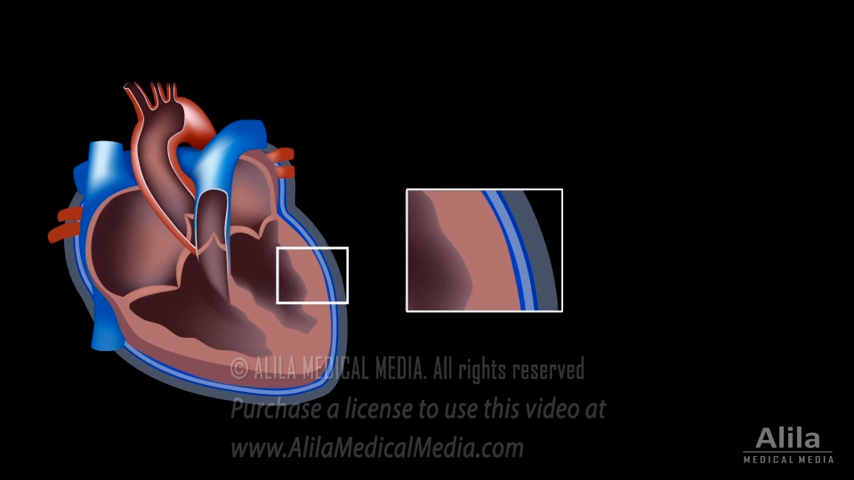 © ALILA MEDICAL MEDIA. All rights reserved
Purchase a license to use this video at
www.AlilaMedicalMedia.com
Alila
MEDICAL MEDIA